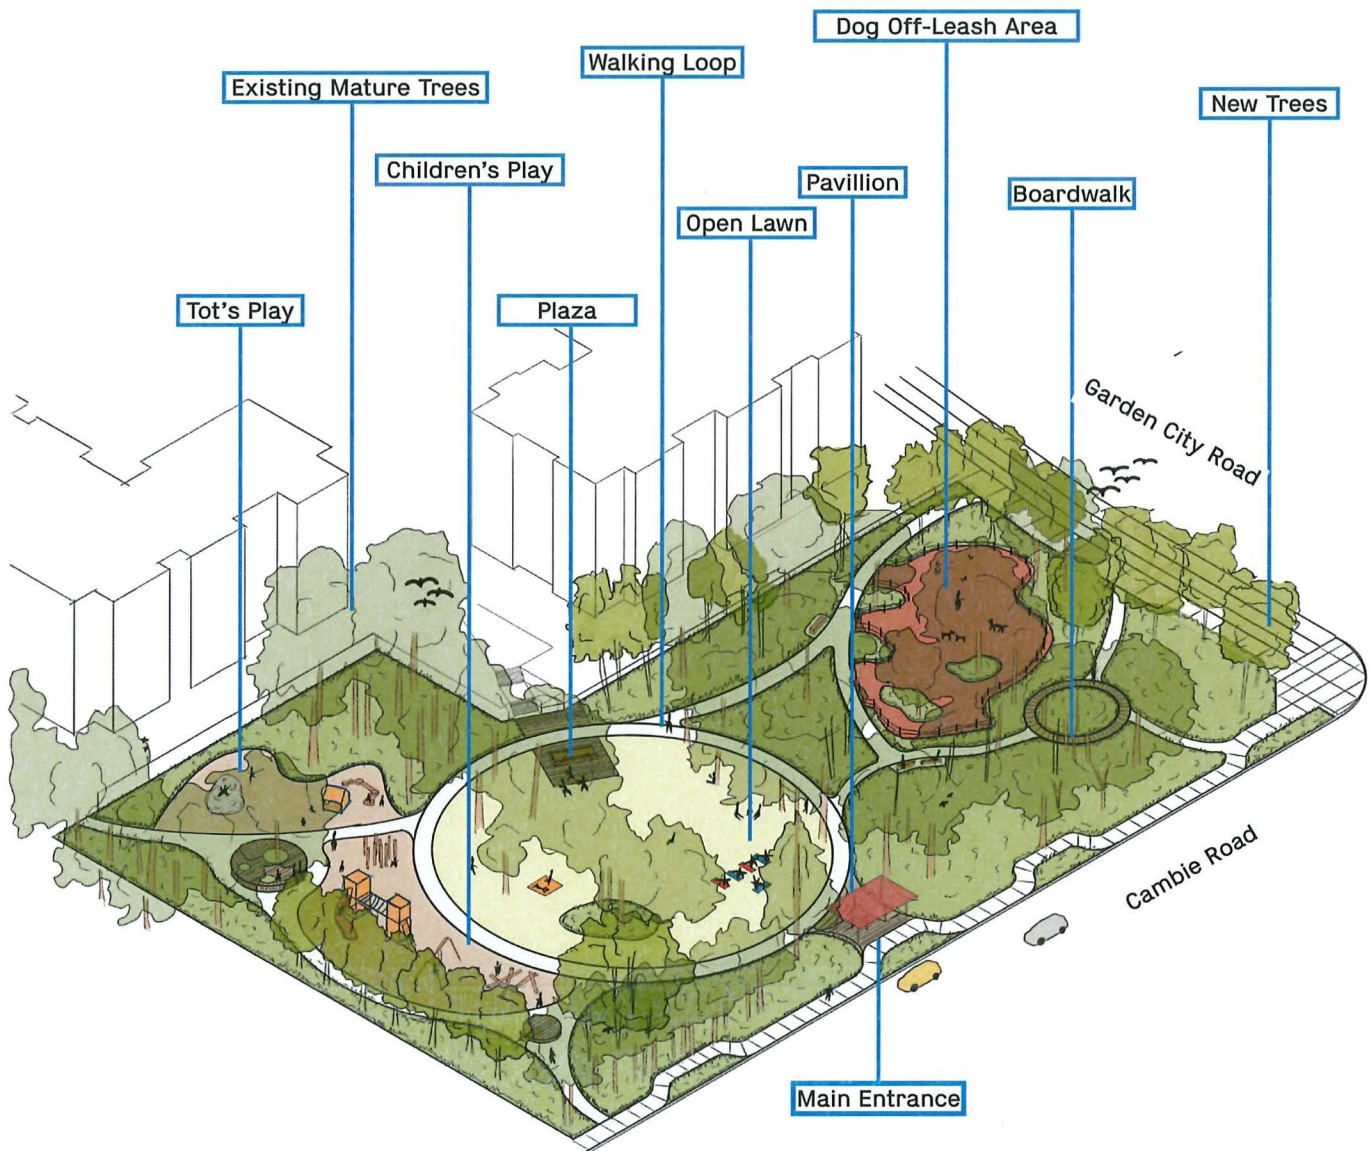 Dog Off-Leash Area
Walking Loop
Existing Mature Trees
New Trees
Children's Play
Pavillion
Boardwalk
Open Lawn
Tot's Play
Plaza
Garden City Road
Cambie Road
Main Entrance